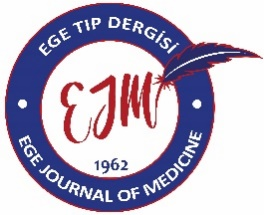 EGE TIP DERGİSİ
EJM
1962
EGE JOURNAL OF MEDICINE